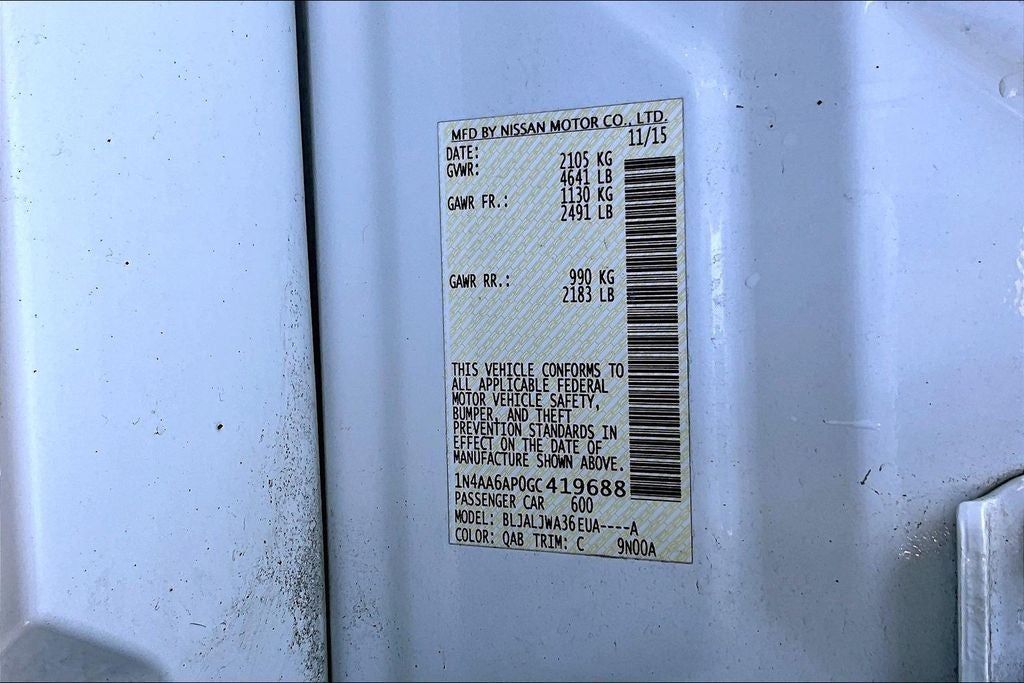 MFD BY NISSAN MOTOR CO., LTD.
DATE: 11/15
GVWR: 2105 KG
4641 LB
GAWR FR.: 1130 KG
2491 LB
GAWR RR.: 990 KG
2183 LB
THIS VEHICLE CONFORMS TO
ALL APPLICABLE FEDERAL
MOTOR VEHICLE SAFETY,
BUMPER, AND THEFT
PREVENTION STANDARDS IN
EFFECT ON THE DATE OF
MANUFACTURE SHOWN ABOVE.
1N4AA6AP0GC419688
PASSENGER CAR 600
MODEL: BLJALJWA36EUA----A
COLOR: QAB TRIM: C 9N00A